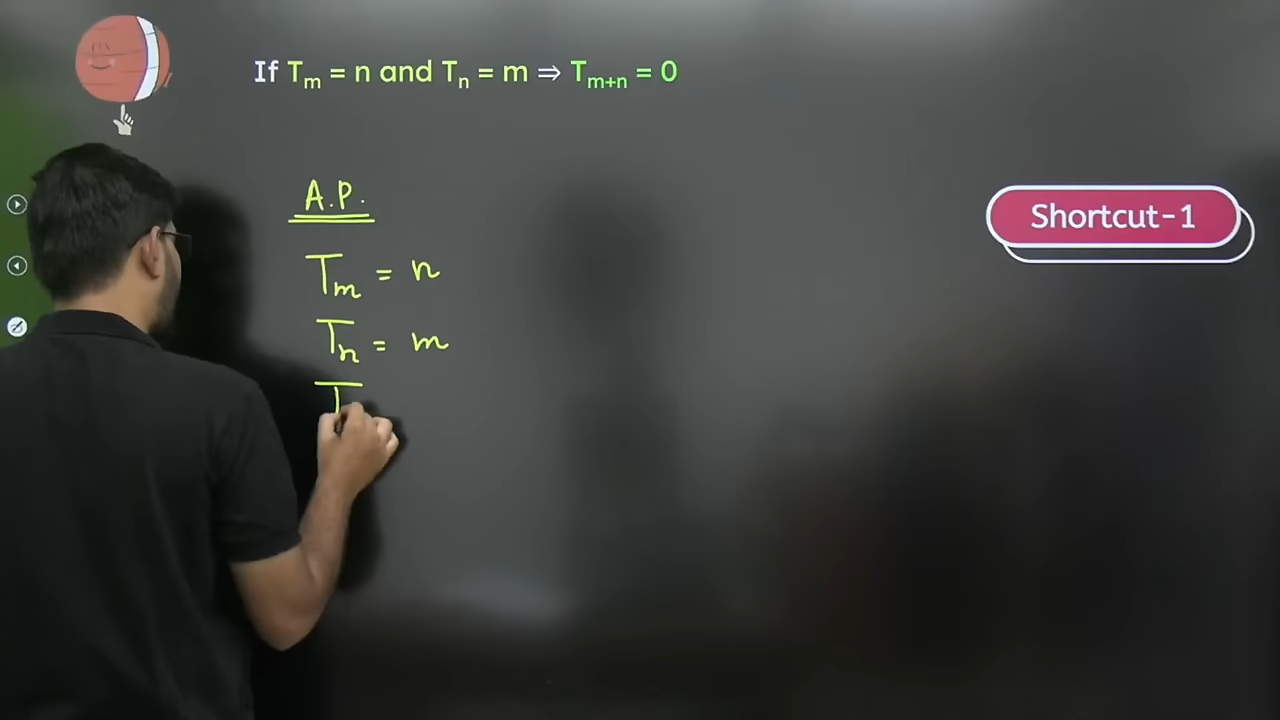 If Tₘ = n and Tₙ = m ⇒ Tₘ₊ₙ = 0
A.P.
Shortcut-1
Tₘ = n
Tₙ = m
T